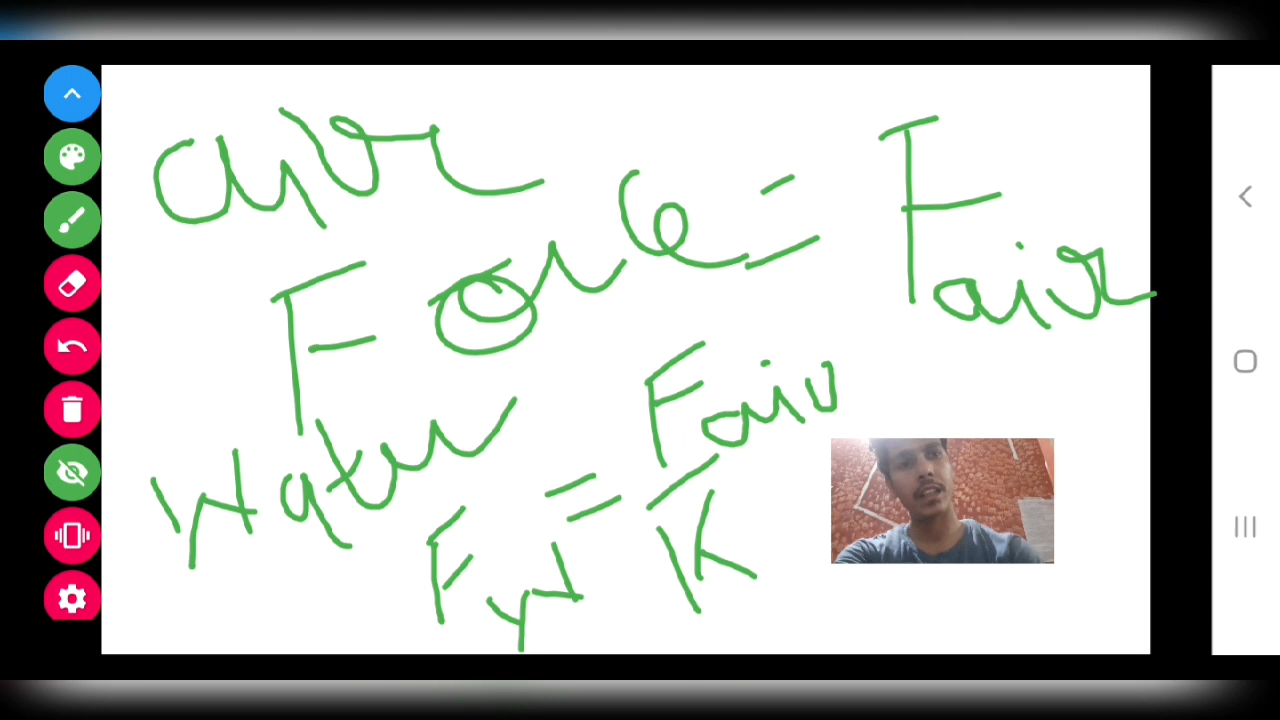 air
Force = Fair
Water
Fw = Fair
K